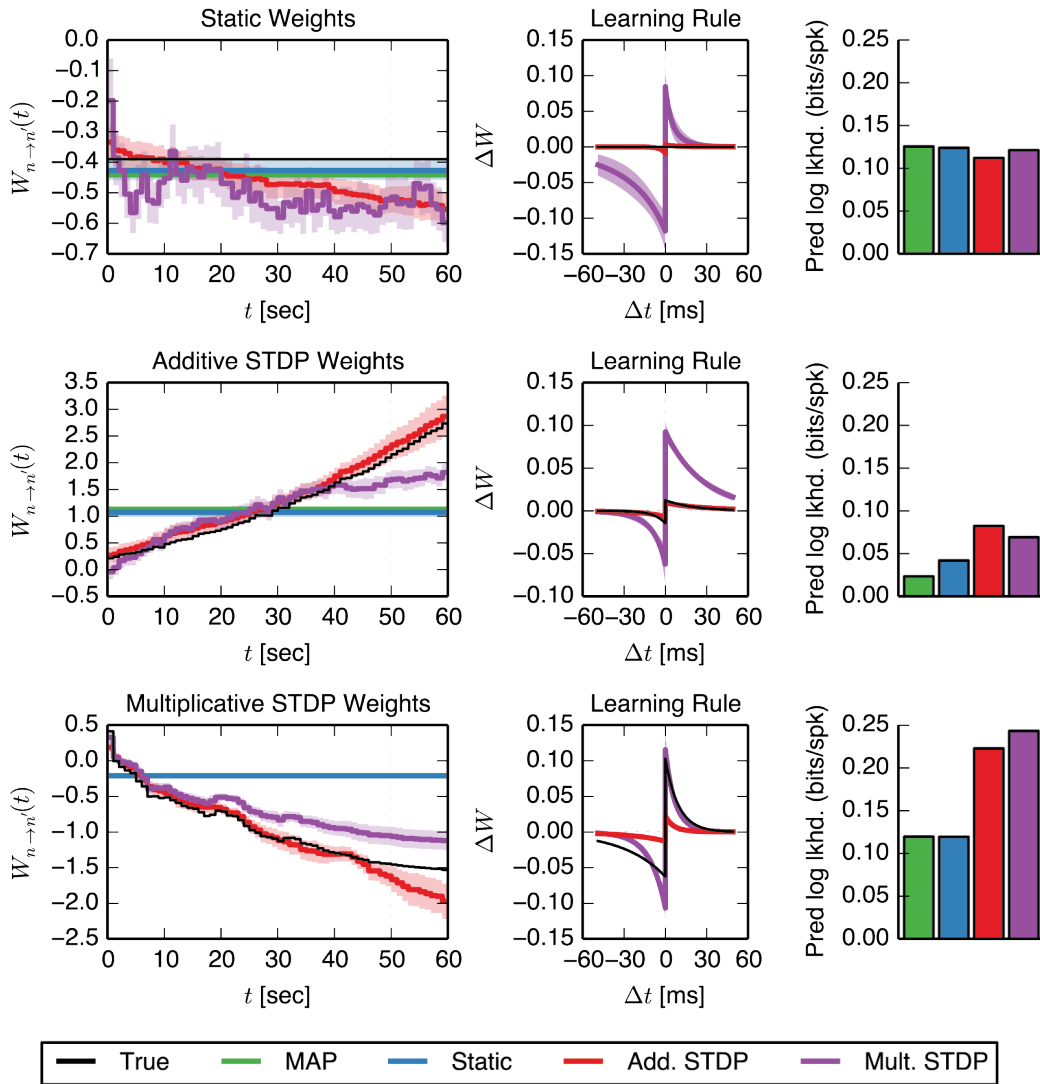 Static Weights
Learning Rule
0.0
−0.1
−0.2
−0.3
−0.4
−0.5
−0.6
−0.7
W_{n→n′}(t)
0 10 20 30 40 50 60
t [sec]
0.15
0.10
0.05
0.00
−0.05
−0.10
−0.15
ΔW
−60−30 0 30 60
Δt [ms]
0.25
0.20
0.15
0.10
0.05
0.00
Pred log lkhd. (bits/spk)
Additive STDP Weights
Learning Rule
3.5
3.0
2.5
2.0
1.5
1.0
0.5
0.0
−0.5
W_{n→n′}(t)
0 10 20 30 40 50 60
t [sec]
0.15
0.10
0.05
0.00
−0.05
−0.10
ΔW
−60−30 0 30 60
Δt [ms]
0.25
0.20
0.15
0.10
0.05
0.00
Pred log lkhd. (bits/spk)
Multiplicative STDP Weights
Learning Rule
0.5
0.0
−0.5
−1.0
−1.5
−2.0
−2.5
W_{n→n′}(t)
0 10 20 30 40 50 60
t [sec]
0.15
0.10
0.05
0.00
−0.05
−0.10
−0.15
ΔW
−60−30 0 30 60
Δt [ms]
0.25
0.20
0.15
0.10
0.05
0.00
Pred log lkhd. (bits/spk)
True MAP Static Add. STDP Mult. STDP